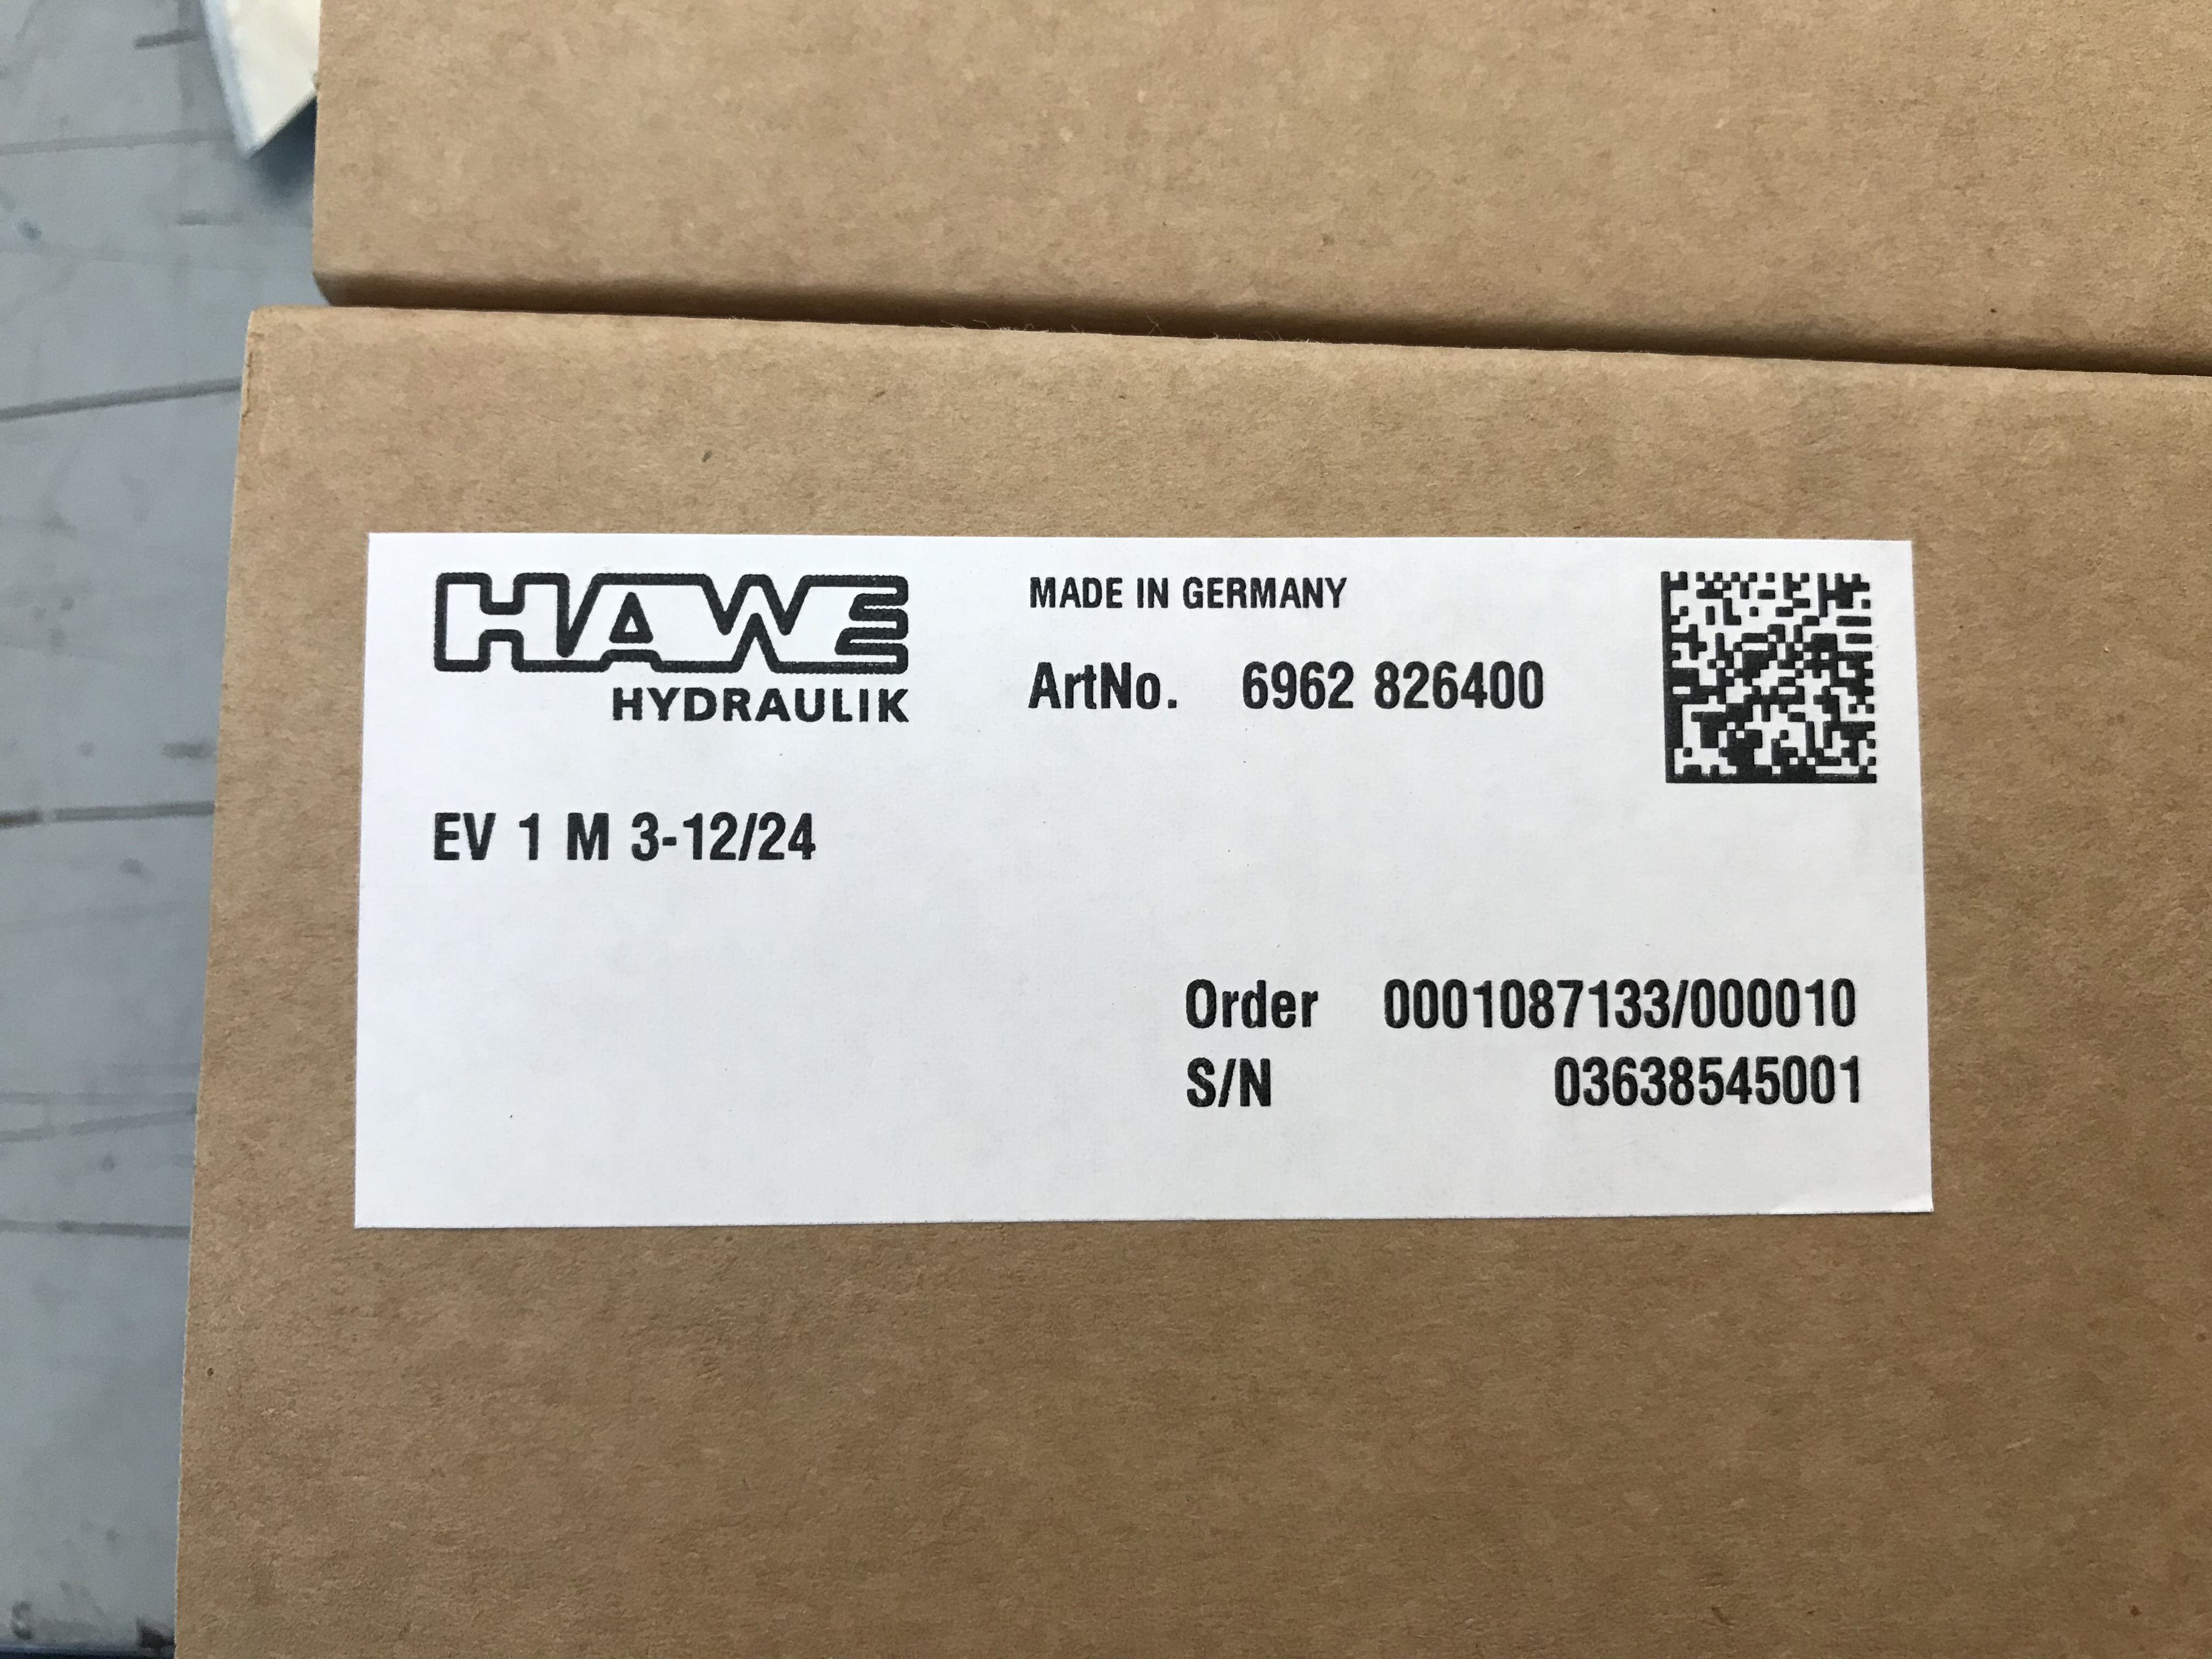 HAWE
HYDRAULIK
MADE IN GERMANY
ArtNo. 6962 826400
EV 1 M 3-12/24
Order 0001087133/000010
S/N 03638545001